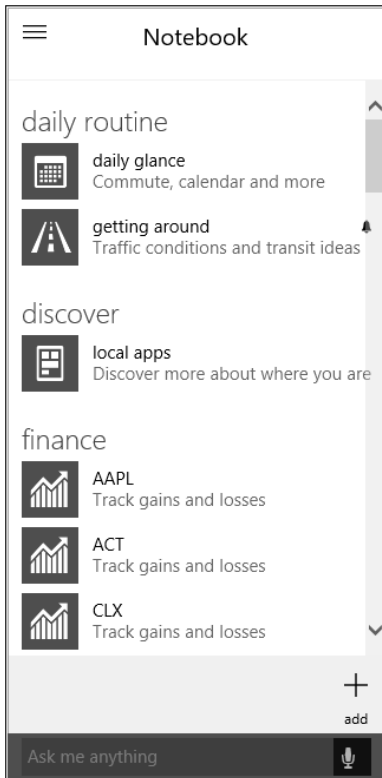 Notebook
daily routine
daily glance
Commute, calendar and more
getting around
Traffic conditions and transit ideas
discover
local apps
Discover more about where you are
finance
AAPL
Track gains and losses
ACT
Track gains and losses
CLX
Track gains and losses
add
Ask me anything